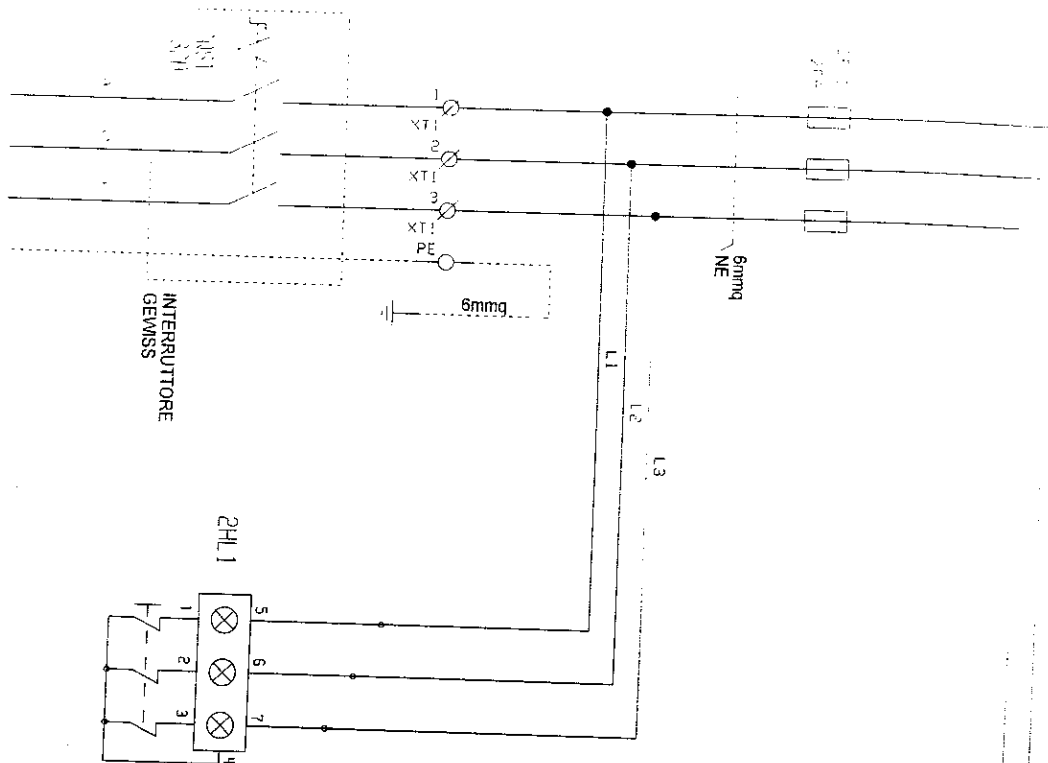 1
XT1
2
XT1
3
XT1
PE
6mmq
6mmq
NE
INTERRUTTORE
GEWISS
L1
L2
L3
2HL1
1
5
2
6
3
7
4